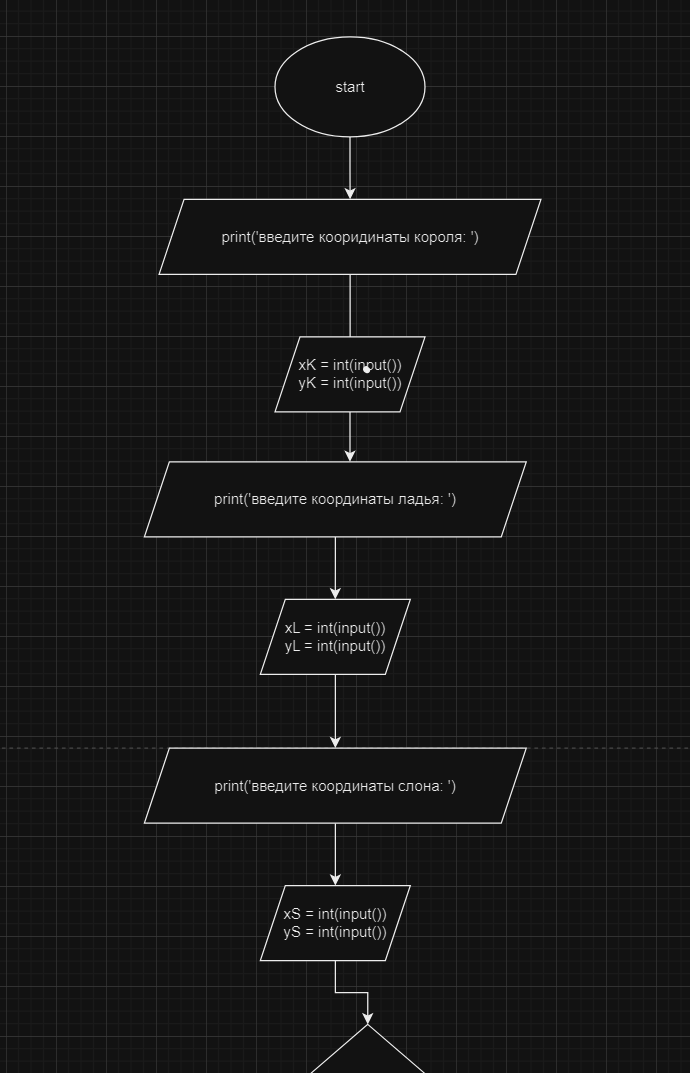 start
print('введите кооридинаты короля: ')
xK = int(input())
yK = int(input())
print('введите координаты ладья: ')
xL = int(input())
yL = int(input())
print('введите координаты слона: ')
xS = int(input())
yS = int(input())